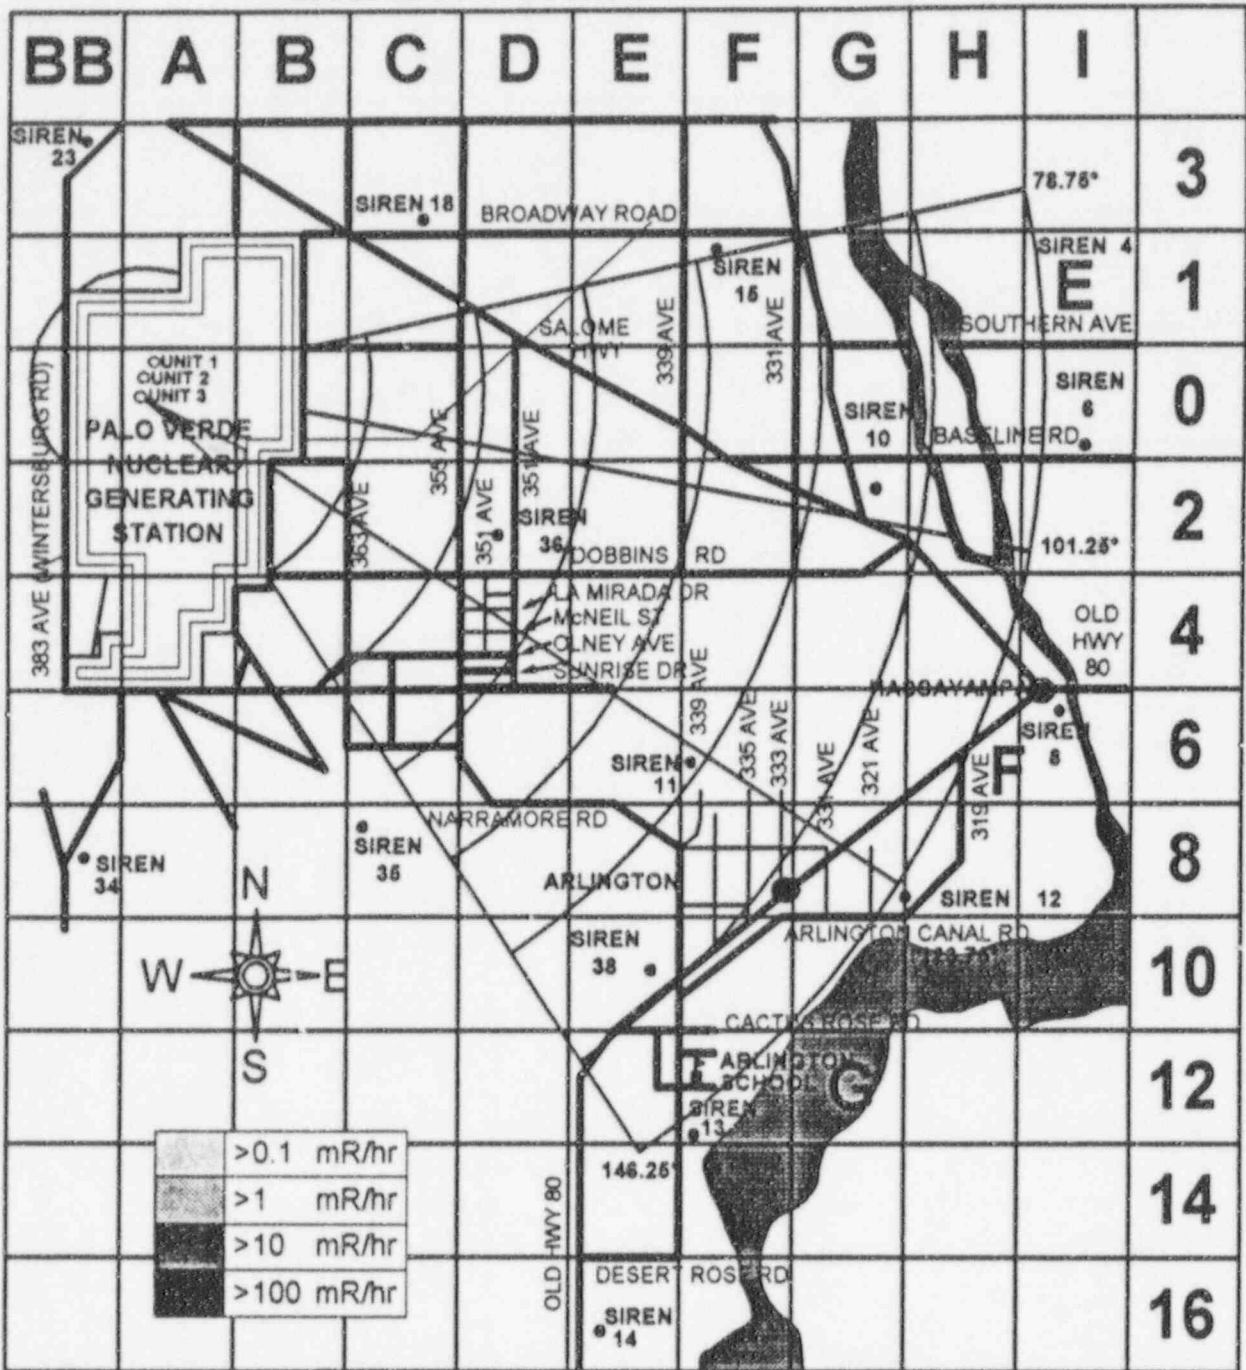 BB A B C D E F G H I
SIREN 23
3
78.75°
SIREN 18
BROADWAY ROAD
SIREN 4
E
1
SIREN 15
SALOME HWY
339 AVE
331 AVE
SOUTHERN AVE
OUNIT 1
OUNIT 2
OUNIT 3
383 AVE (WINTERSBURG RD)
PALO VERDE
NUCLEAR
GENERATING
STATION
SIREN 6
0
SIREN 10
BASELINE RD
355 AVE
351 AVE
363 AVE
351 AVE
SIREN 36
2
DOBBINS RD
101.25°
LA MIRADA DR
McNEIL ST
OLNEY AVE
SUNRISE DR
OLD
HWY
80
4
339 AVE
335 AVE
333 AVE
331 AVE
321 AVE
319 AVE
SIREN 8
SIREN 11
F
6
NARRAMORE RD
SIREN 35
SIREN 34
ARLINGTON
SIREN 12
8
N
W E
S
SIREN 38
ARLINGTON CANAL RD
123.75°
10
CACTUS ROSE RD
ARLINGTON
SCHOOL
G
12
SIREN 13
146.25°
14
>0.1 mR/hr
>1 mR/hr
>10 mR/hr
>100 mR/hr
OLD HWY 80
DESERT ROSE RD
SIREN 14
16